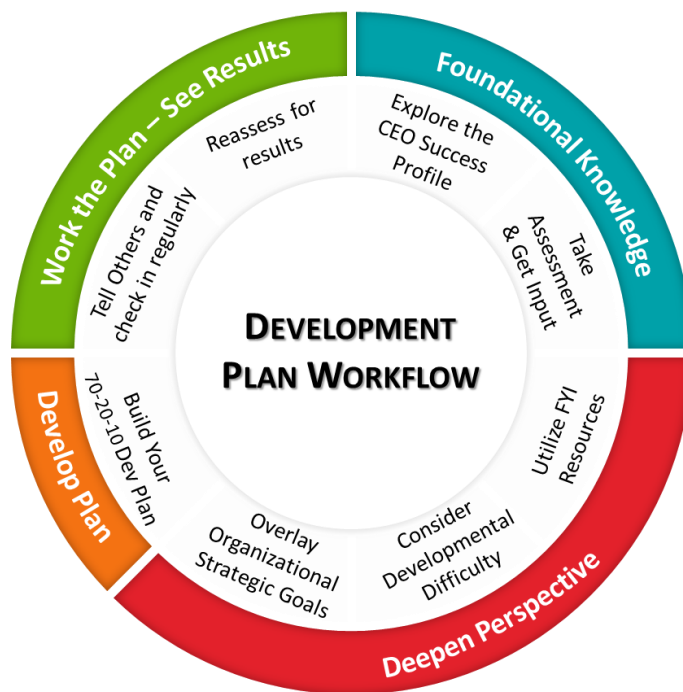 DEVELOPMENT
PLAN WORKFLOW
Foundational Knowledge
Explore the
CEO Success
Profile
Take
Assessment
& Get Input
Deepen Perspective
Utilize FYI
Resources
Consider
Developmental
Difficulty
Overlay
Organizational
Strategic Goals
Develop Plan
Build Your
70-20-10 Dev Plan
Work the Plan – See Results
Tell Others and
check in regularly
Reassess for
results